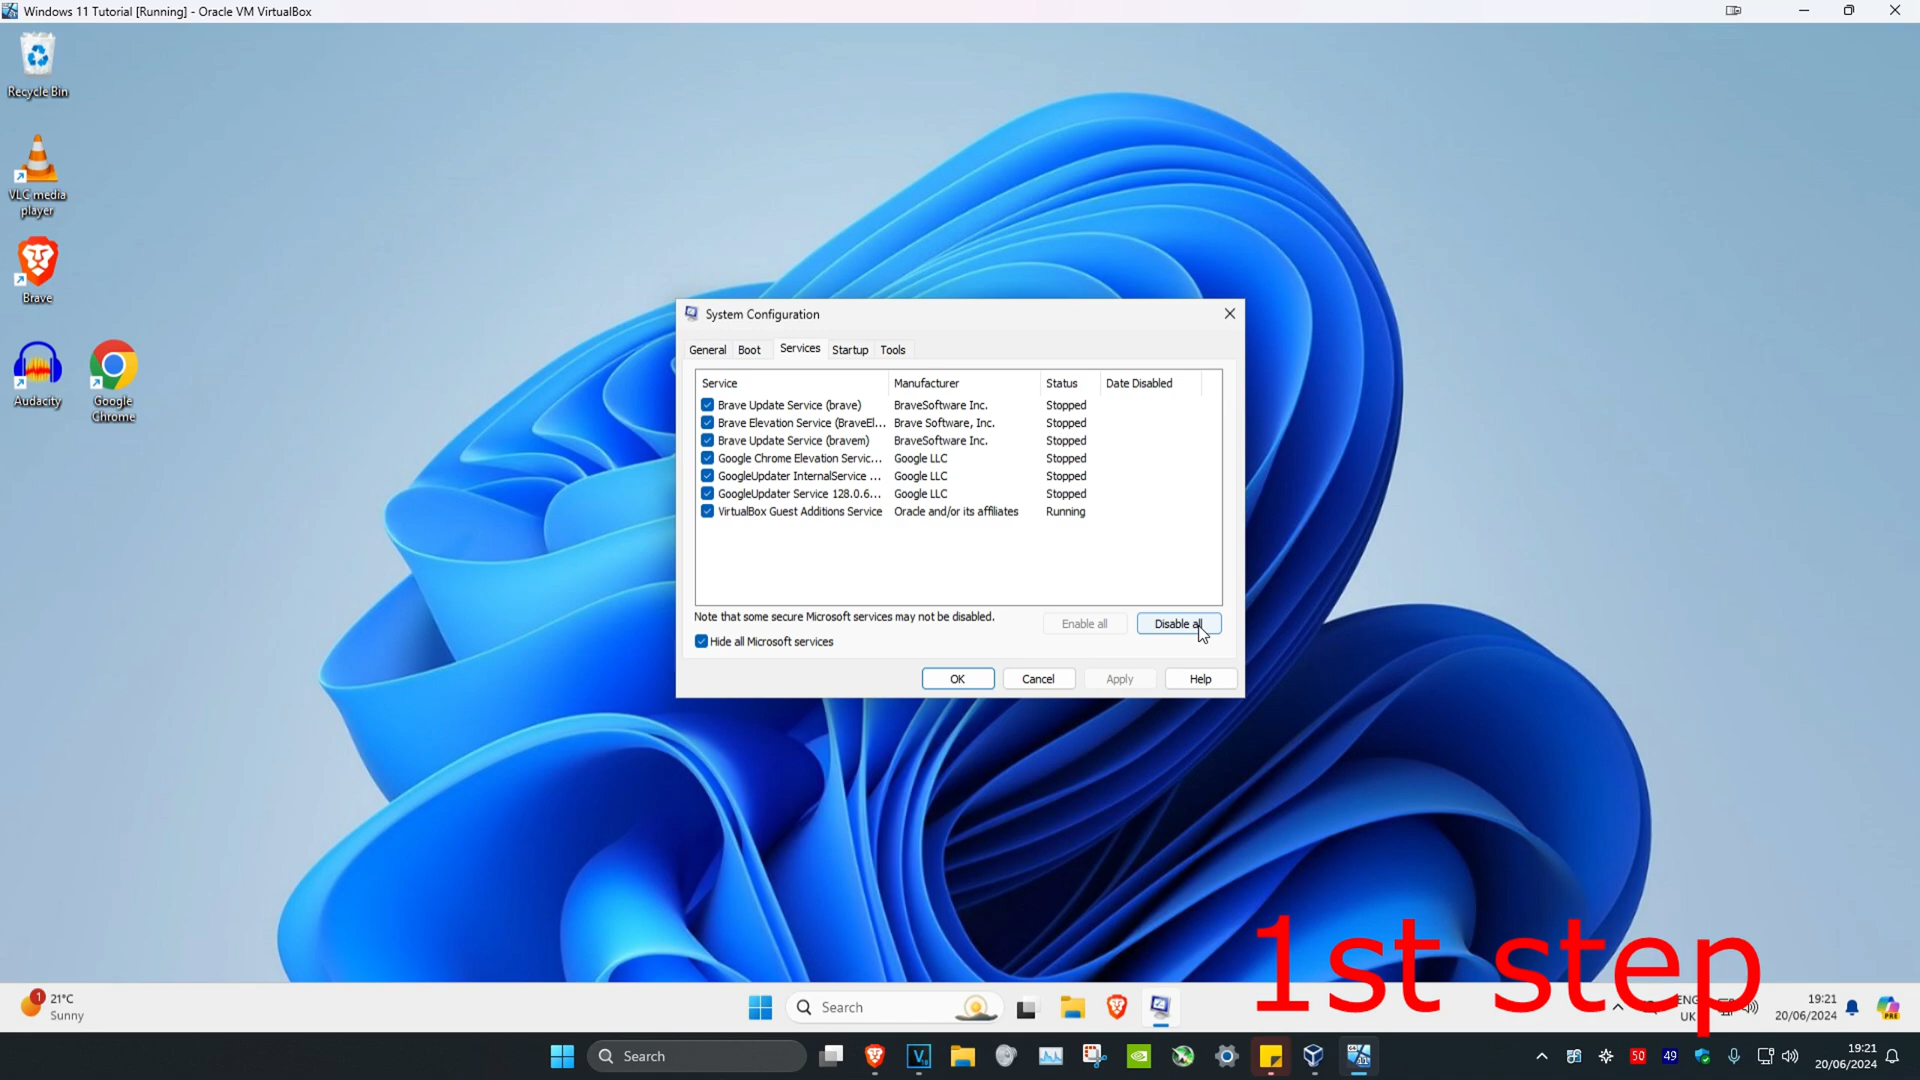 Windows 11 Tutorial [Running] - Oracle VM VirtualBox
Recycle Bin
VLC media
player
Brave
Audacity
Google
Chrome
System Configuration
General Boot Services Startup Tools
Service Manufacturer Status Date Disabled
Brave Update Service (brave) BraveSoftware Inc. Stopped
Brave Elevation Service (BraveEl... Brave Software, Inc. Stopped
Brave Update Service (bravem) BraveSoftware Inc. Stopped
Google Chrome Elevation Servic... Google LLC Stopped
GoogleUpdater InternalService ... Google LLC Stopped
GoogleUpdater Service 128.0.6... Google LLC Stopped
VirtualBox Guest Additions Service Oracle and/or its affiliates Running
Note that some secure Microsoft services may not be disabled.
Enable all Disable all
Hide all Microsoft services
OK Cancel Apply Help
1st step
1
21°C
Sunny
Search
ENG
UK
19:21
20/06/2024
PRE
Search
50 49
19:21
20/06/2024